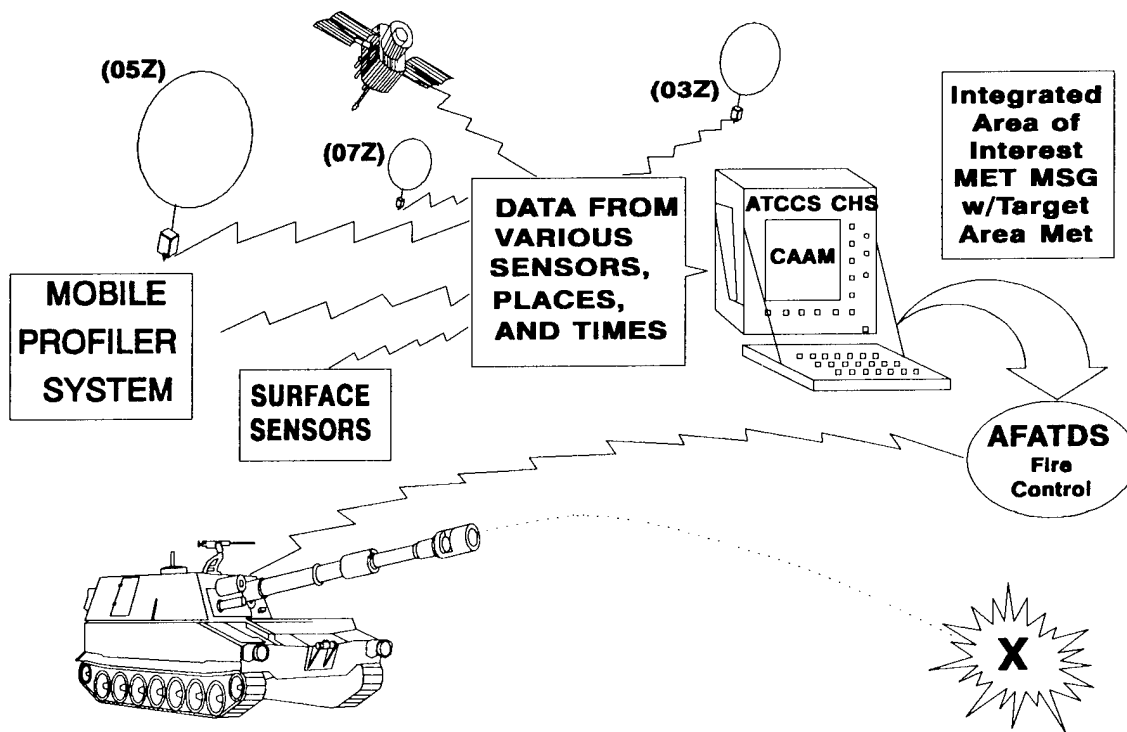 (05Z)
(03Z)
(07Z)
Integrated
Area of
Interest
MET MSG
w/Target
Area Met
DATA FROM
VARIOUS
SENSORS,
PLACES,
AND TIMES
ATCCS CHS
CAAM
MOBILE
PROFILER
SYSTEM
SURFACE
SENSORS
AFATDS
Fire
Control
X